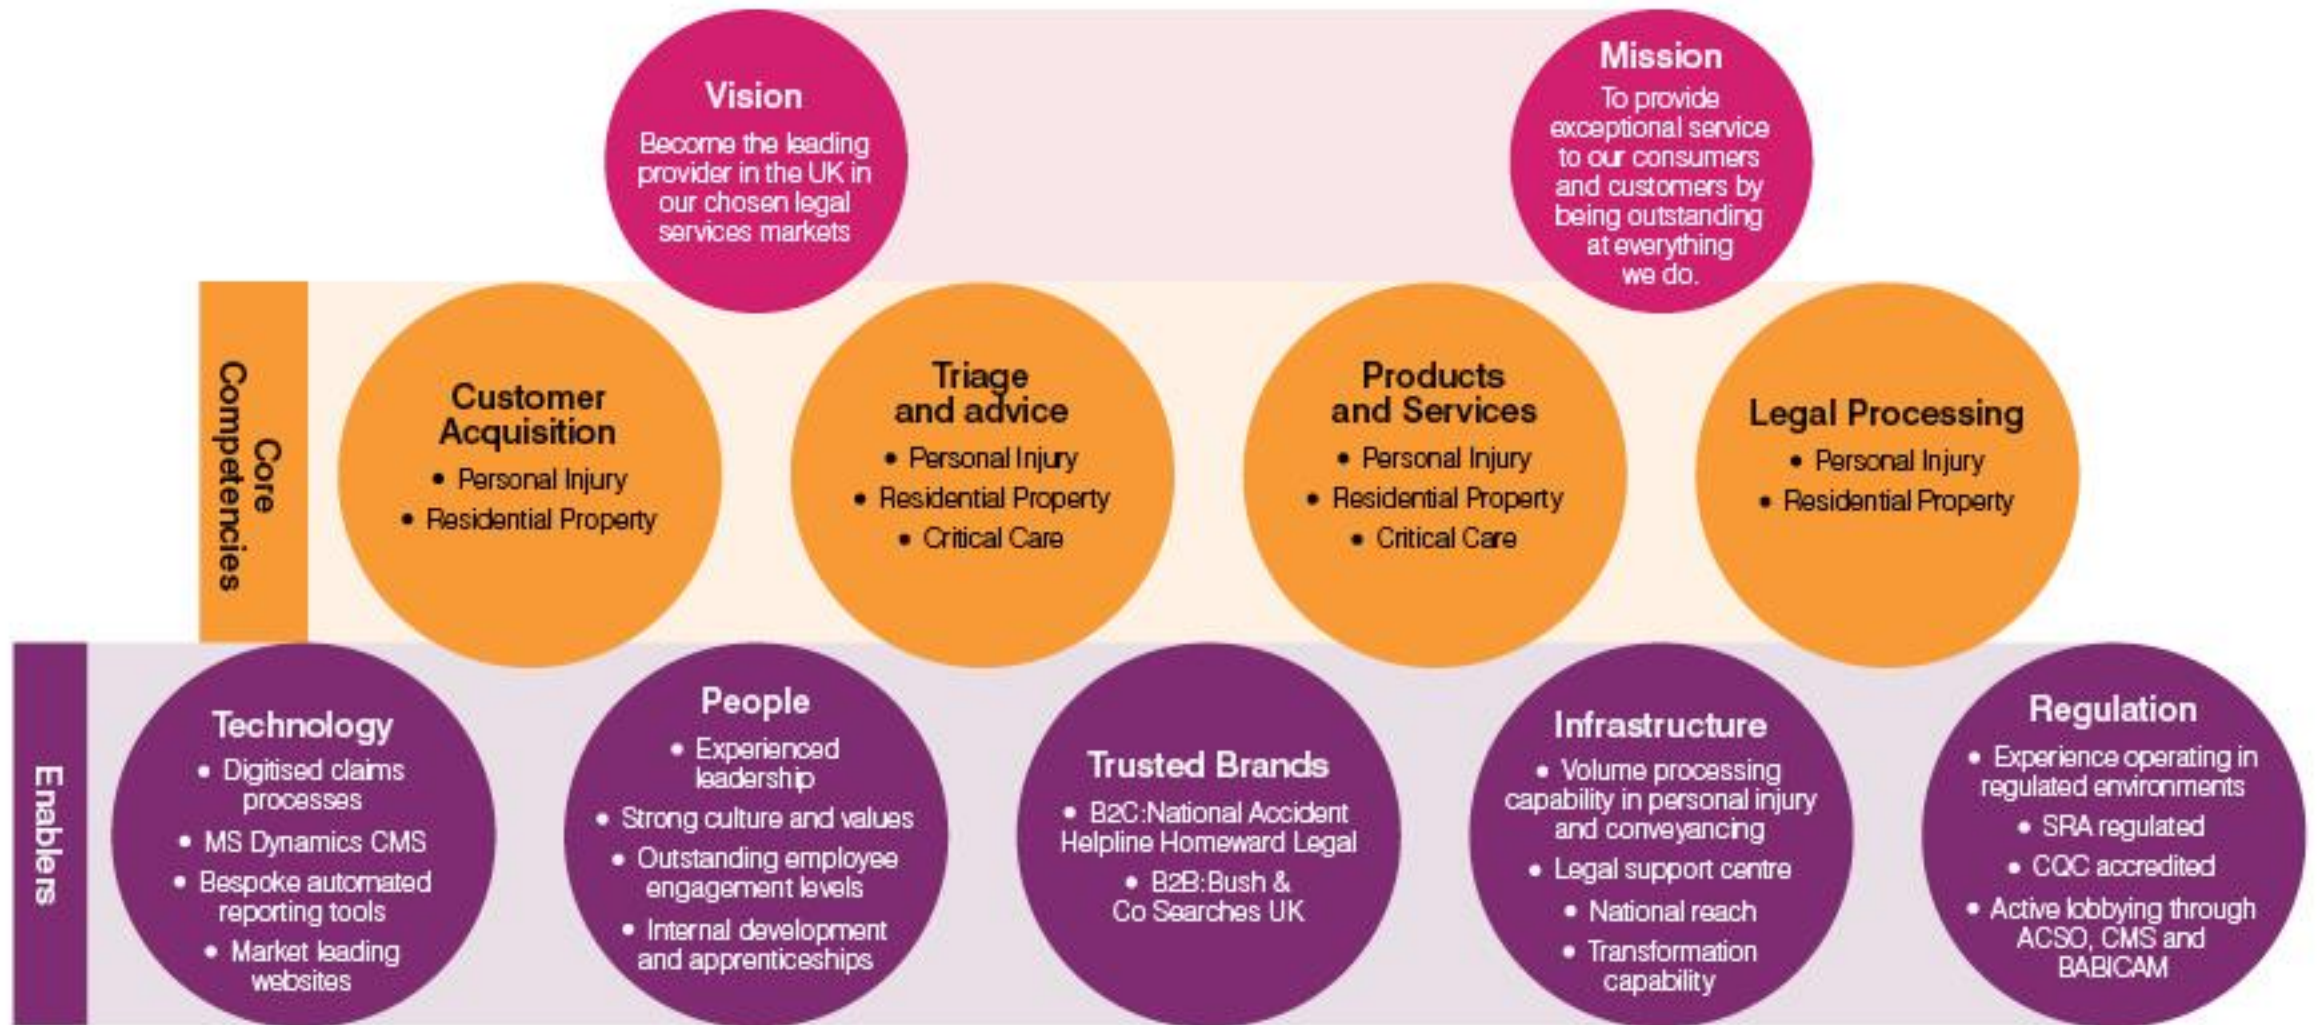 Vision
Become the leading
provider in the UK in
our chosen legal
services markets
Mission
To provide
exceptional service
to our consumers
and customers by
being outstanding
at everything
we do.
Core
Competencies
Customer
Acquisition
• Personal Injury
• Residential Property
Triage
and advice
• Personal Injury
• Residential Property
• Critical Care
Products
and Services
• Personal Injury
• Residential Property
• Critical Care
Legal Processing
• Personal Injury
• Residential Property
Enablers
Technology
• Digitised claims
processes
• MS Dynamics CMS
• Bespoke automated
reporting tools
• Market leading
websites
People
• Experienced
leadership
• Strong culture and values
• Outstanding employee
engagement levels
• Internal development
and apprenticeships
Trusted Brands
• B2C:National Accident
Helpline Homeward Legal
• B2B:Bush &
Co Searches UK
Infrastructure
• Volume processing
capability in personal injury
and conveyancing
• Legal support centre
• National reach
• Transformation
capability
Regulation
• Experience operating in
regulated environments
• SRA regulated
• CQC accredited
• Active lobbying through
ACSO, CMS and
BABICAM